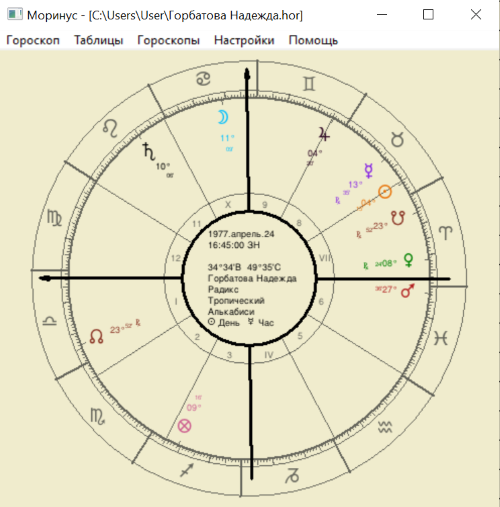 Моринус - [C:\Users\User\Горбатова Надежда.hor]
Гороскоп Таблицы Гороскопы Настройки Помощь
11°
04°
10°
13°
04°
X 9
11
23°
1977.апрель.24
16:45:00 ЗН
12 VII
08°
34°34'В 49°35'С
Горбатова Надежда
Радикс
27°
Тропический
I 6
Алькабиси
День Час
23°
2 5
3 IV
09°